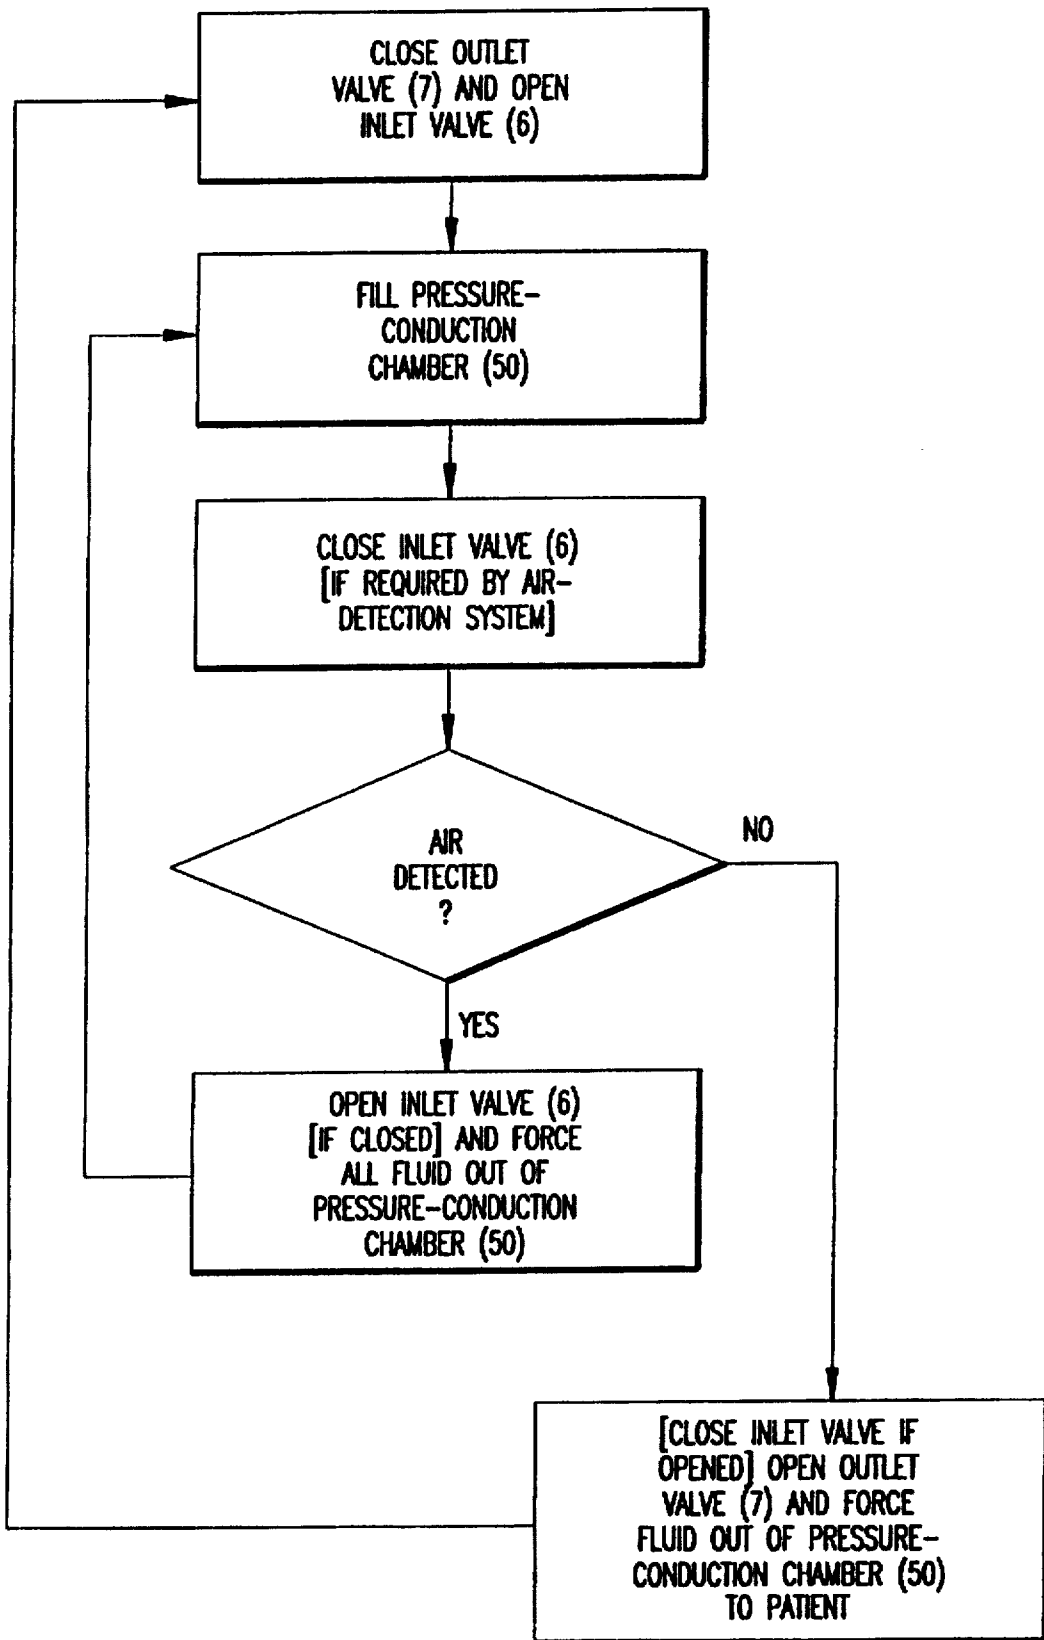 CLOSE OUTLET
VALVE (7) AND OPEN
INLET VALVE (6)
FILL PRESSURE-
CONDUCTION
CHAMBER (50)
CLOSE INLET VALVE (6)
[IF REQUIRED BY AIR-
DETECTION SYSTEM]
AIR
DETECTED
?
NO
YES
OPEN INLET VALVE (6)
[IF CLOSED] AND FORCE
ALL FLUID OUT OF
PRESSURE-CONDUCTION
CHAMBER (50)
[CLOSE INLET VALVE IF
OPENED] OPEN OUTLET
VALVE (7) AND FORCE
FLUID OUT OF PRESSURE-
CONDUCTION CHAMBER (50)
TO PATIENT